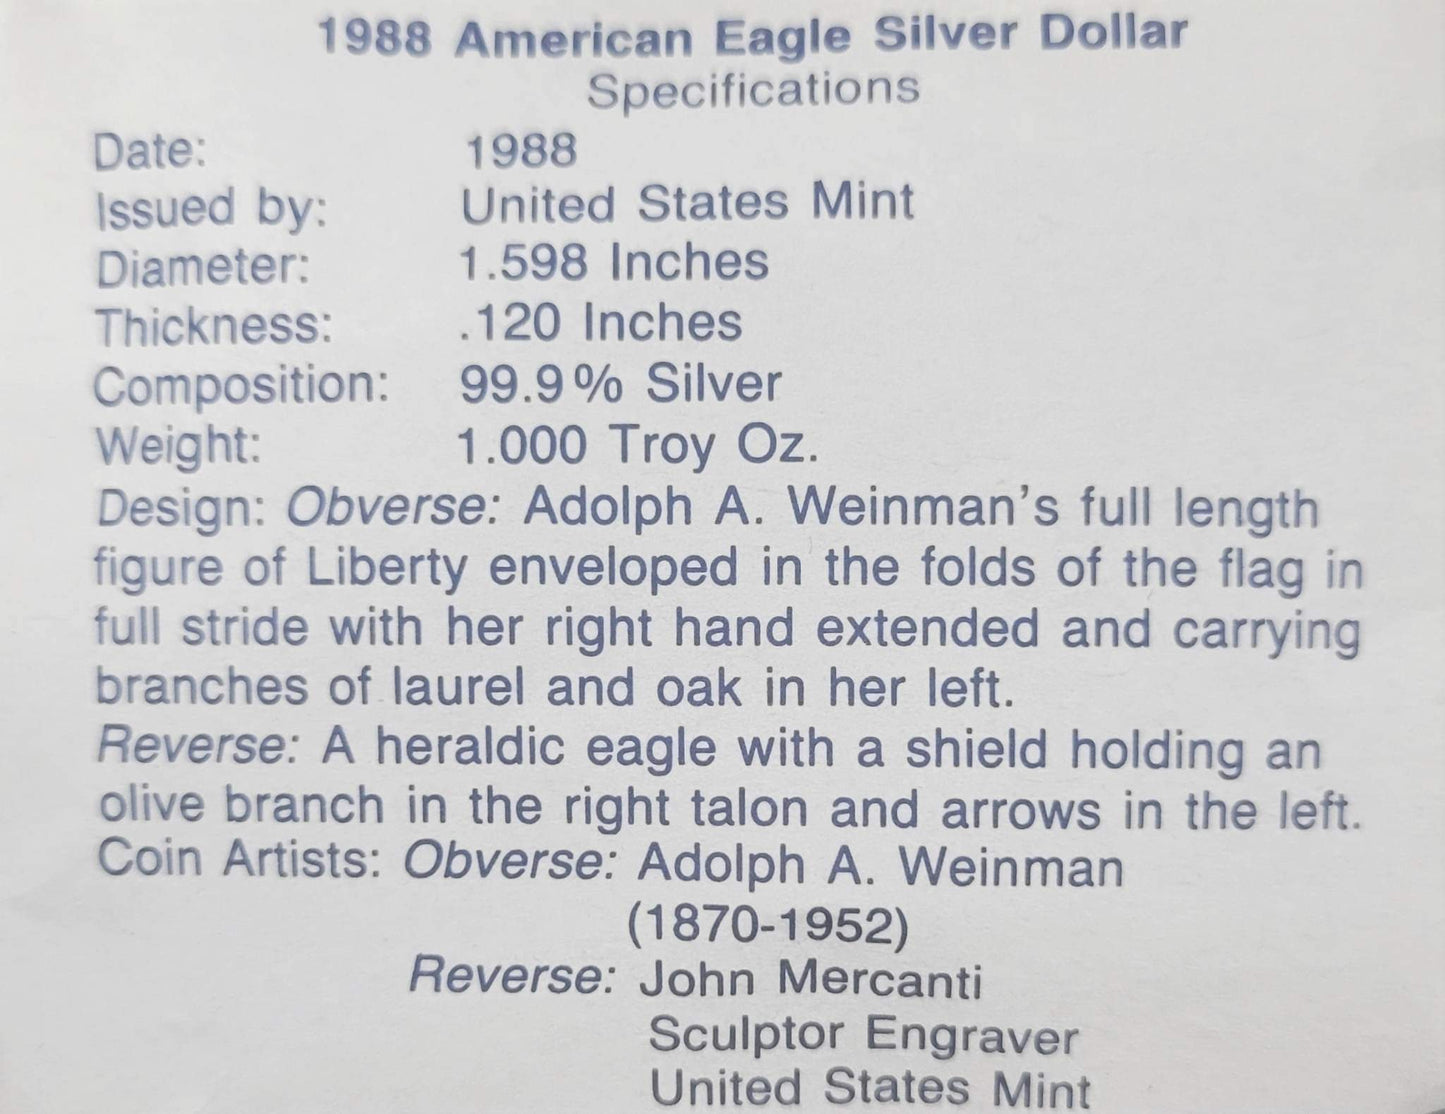 1988 American Eagle Silver Dollar
Specifications
Date: 1988
Issued by: United States Mint
Diameter: 1.598 Inches
Thickness: .120 Inches
Composition: 99.9% Silver
Weight: 1.000 Troy Oz.
Design: Obverse: Adolph A. Weinman's full length
figure of Liberty enveloped in the folds of the flag in
full stride with her right hand extended and carrying
branches of laurel and oak in her left.
Reverse: A heraldic eagle with a shield holding an
olive branch in the right talon and arrows in the left.
Coin Artists: Obverse: Adolph A. Weinman
(1870-1952)
Reverse: John Mercanti
Sculptor Engraver
United States Mint